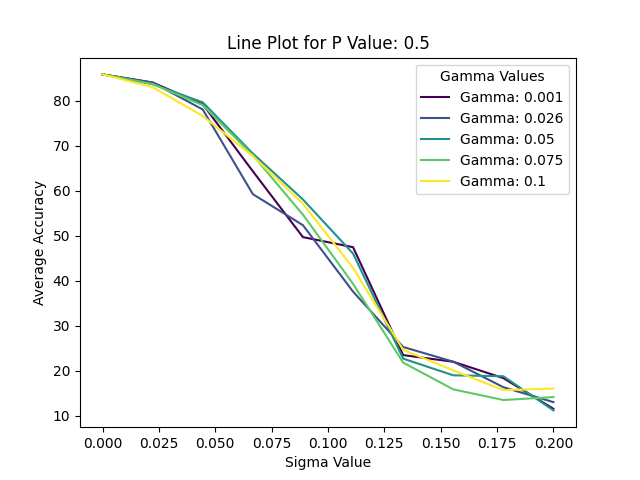 Line Plot for P Value: 0.5
Gamma Values
Gamma: 0.001
Gamma: 0.026
Gamma: 0.05
Gamma: 0.075
Gamma: 0.1
Average Accuracy
80
70
60
50
40
30
20
10
0.000 0.025 0.050 0.075 0.100 0.125 0.150 0.175 0.200
Sigma Value